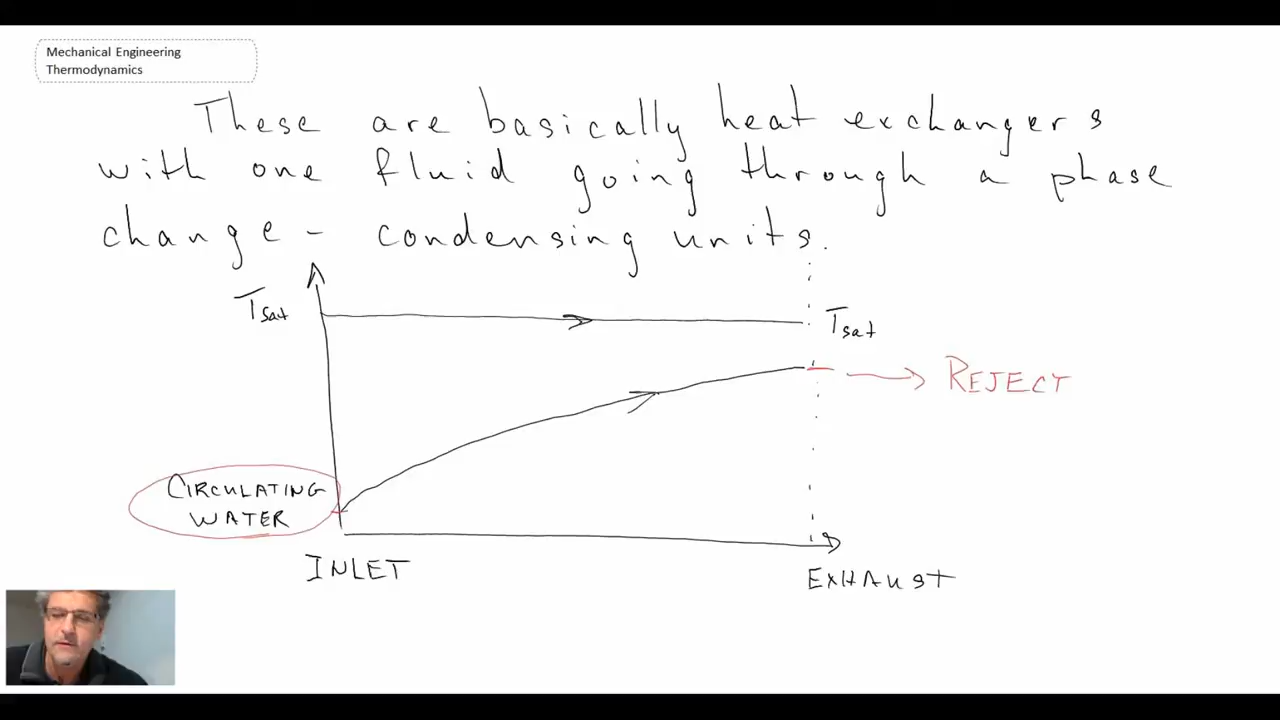 Mechanical Engineering
Thermodynamics
These are basically heat exchangers
with one fluid going through a phase
change - condensing units.
Tsat
Tsat
REJECT
CIRCULATING
WATER
INLET
EXHAUST